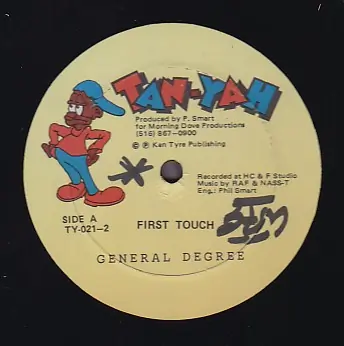 TAN-YAH
Produced by P. Smart
for Morning Dove Productions
(516) 867-0900
© ℗ Ken Tyre Publishing
Recorded at HC & F Studio
Music by RAF & NASS-T
Eng.: Phil Smart
SIDE A
TY-021-2
FIRST TOUCH
GENERAL DEGREE